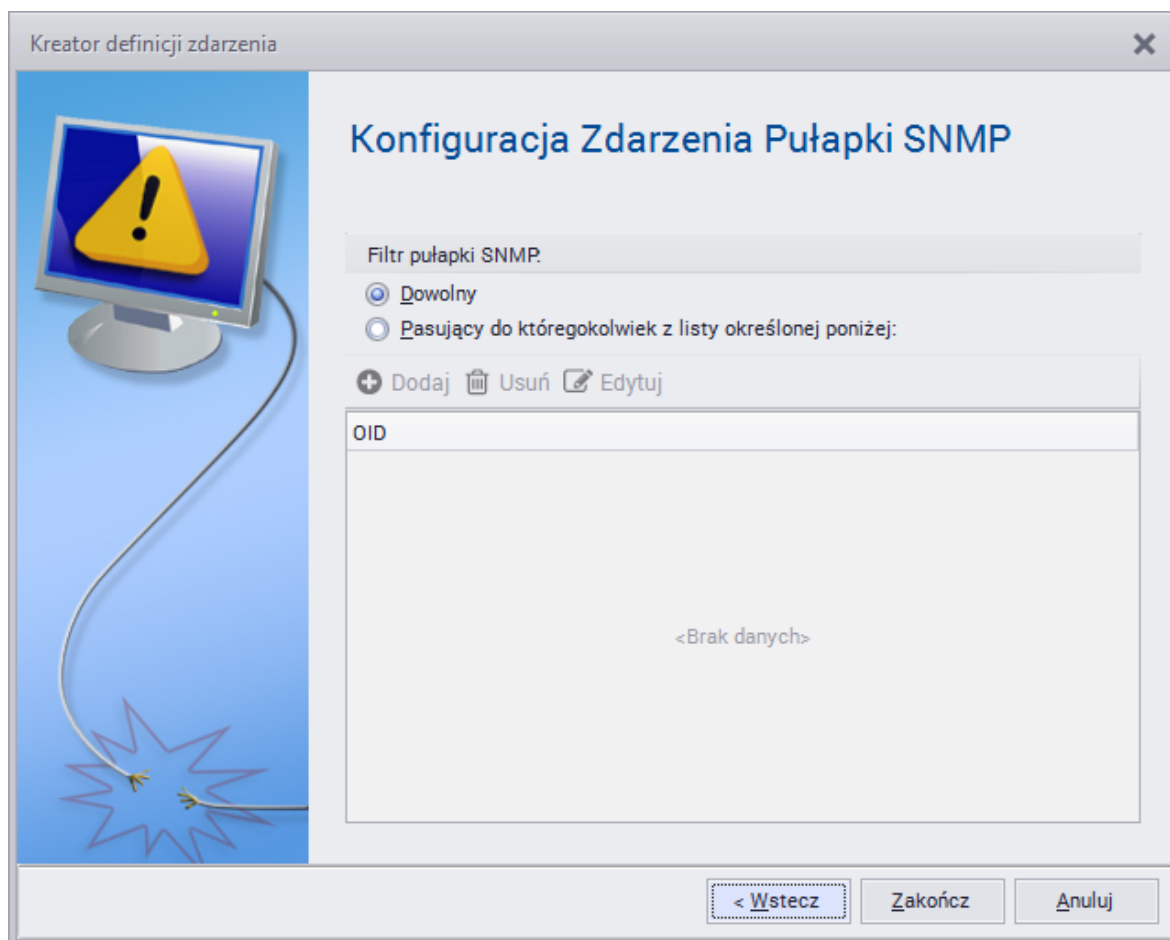 Kreator definicji zdarzenia
Konfiguracja Zdarzenia Pułapki SNMP
Filtr pułapki SNMP:
Dowolny
Pasujący do któregokolwiek z listy określonej poniżej:
Dodaj Usuń Edytuj
OID
<Brak danych>
< Wstecz Zakończ Anuluj